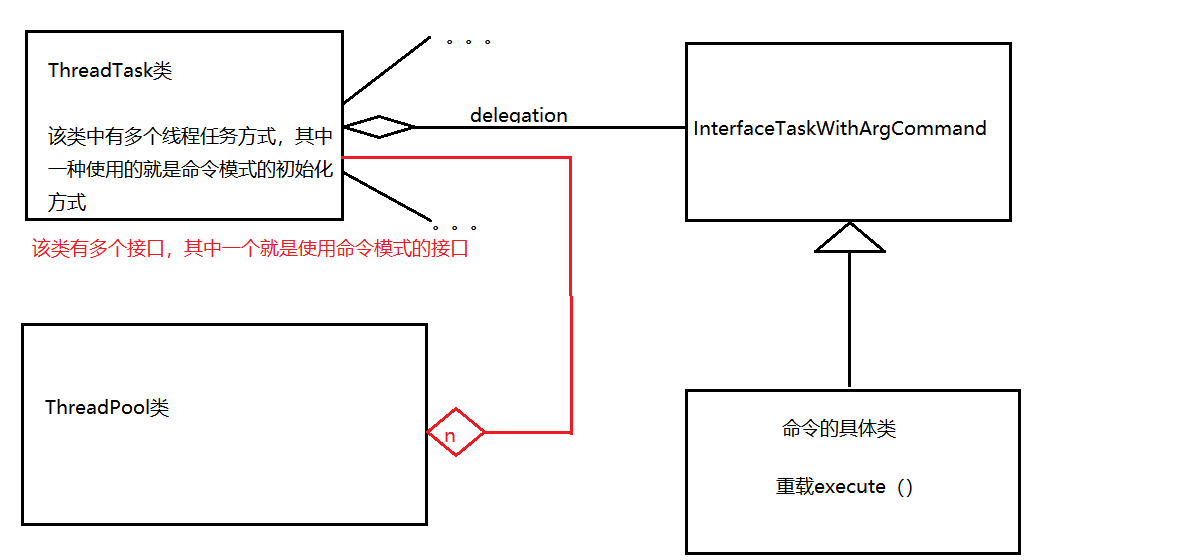 。。。
ThreadTask类
delegation
InterfaceTaskWithArgCommand
该类中有多个线程任务方式，其中
一种使用的就是命令模式的初始化
方式
。。。
该类有多个接口，其中一个就是使用命令模式的接口
ThreadPool类
n
命令的具体类
重载execute（）